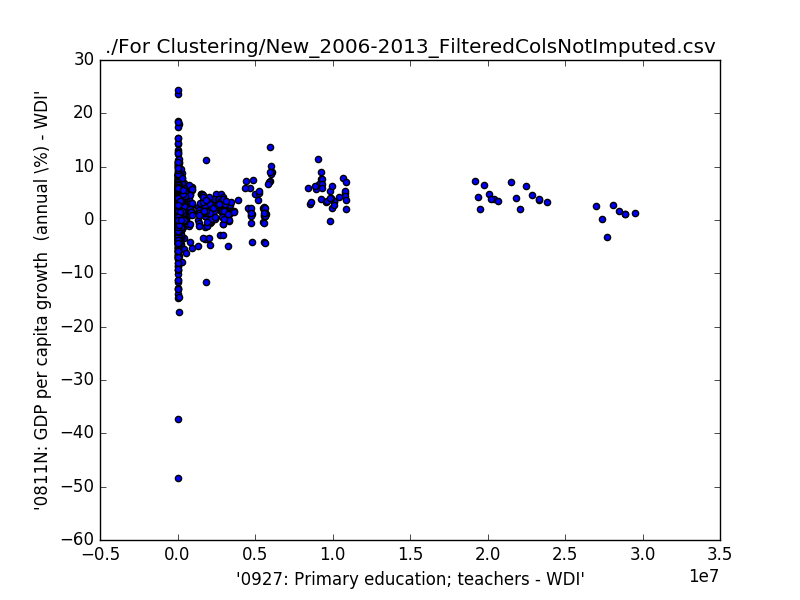 ./For Clustering/New_2006-2013_FilteredColsNotImputed.csv
30
20
10
0
−10
−20
−30
−40
−50
−60
'0811N: GDP per capita growth  (annual \%) - WDI'
−0.5 0.0 0.5 1.0 1.5 2.0 2.5 3.0 3.5
1e7
'0927: Primary education; teachers - WDI'